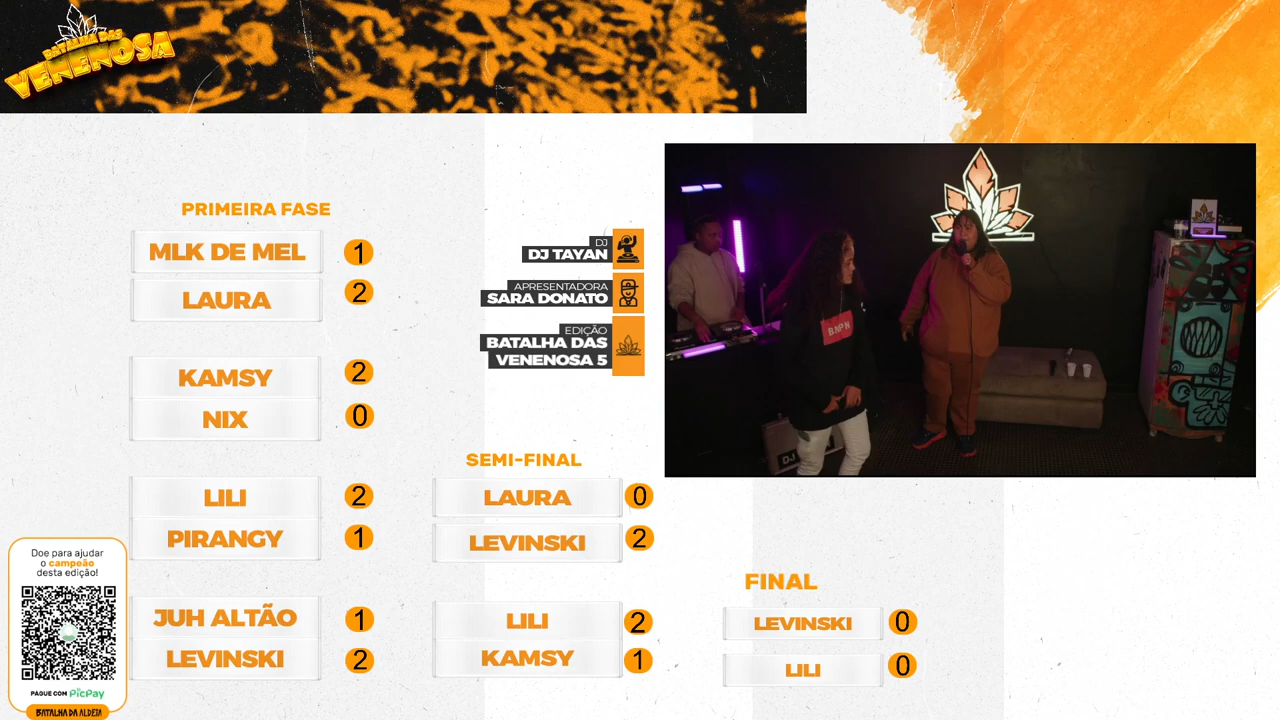 BATALHA DAS
VENENOSA
PRIMEIRA FASE
MLK DE MEL 1
LAURA 2
KAMSY 2
NIX 0
LILI 2
PIRANGY 1
JUH ALTÃO 1
LEVINSKI 2
DJ
DJ TAYAN
APRESENTADORA
SARA DONATO
EDIÇÃO
BATALHA DAS
VENENOSA 5
SEMI-FINAL
LAURA 0
LEVINSKI 2
LILI 2
KAMSY 1
FINAL
LEVINSKI 0
LILI 0
Doe para ajudar
o campeão
desta edição!
PAGUE COM PicPay
BATALHA DA ALDEIA
DJ